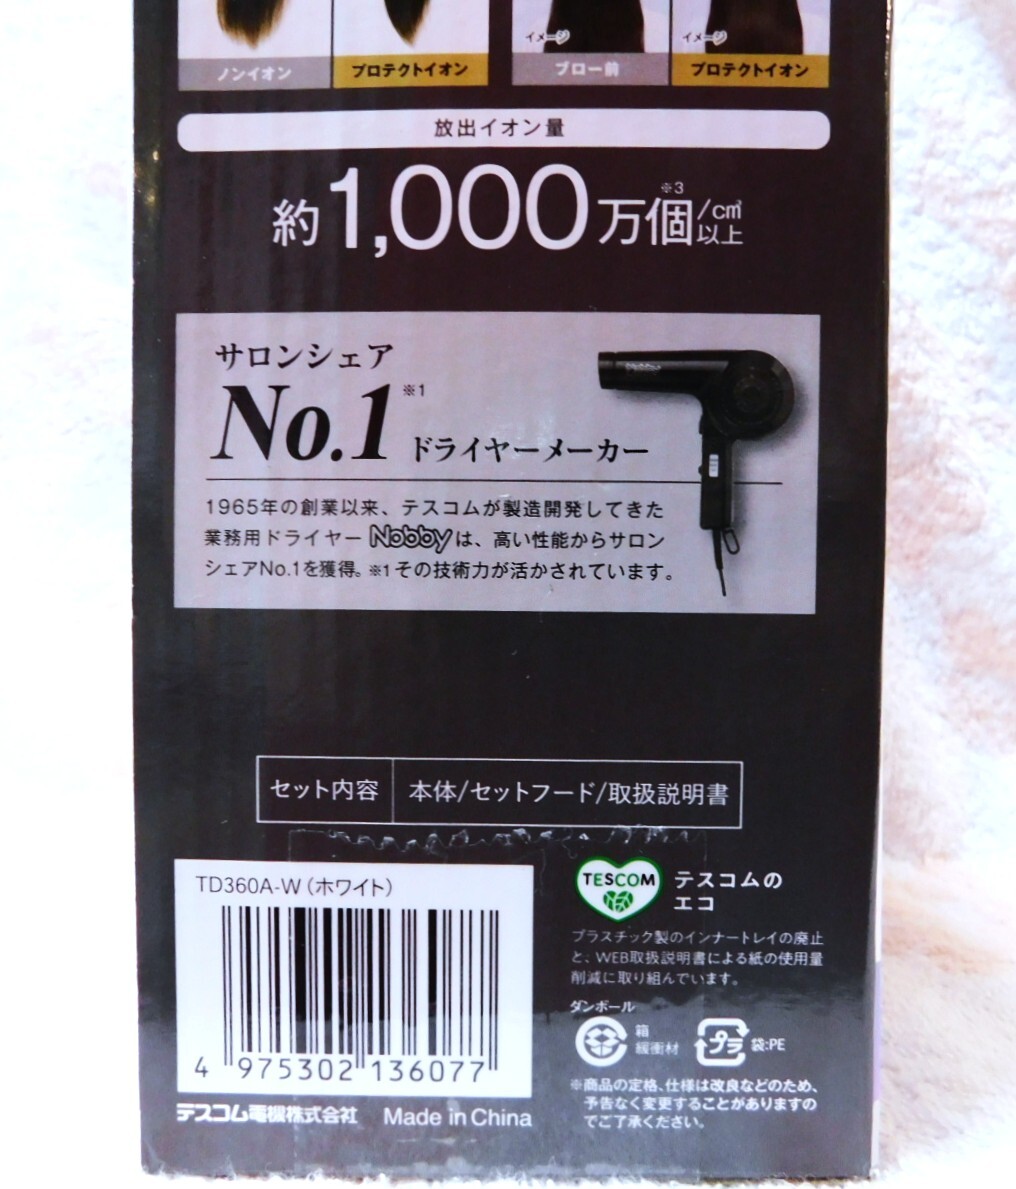 イメージ
イメージ
ノンイオン
プロテクトイオン
ブロー前
プロテクトイオン
放出イオン量
約1,000万個※3/c㎡以上
サロンシェア
No.1※1 ドライヤーメーカー
1965年の創業以来、テスコムが製造開発してきた
業務用ドライヤー Nobby は、高い性能からサロン
シェアNo.1を獲得。※1 その技術力が活かされています。
セット内容 本体/セットフード/取扱説明書
TD360A-W（ホワイト）
4 975302 136077
テスコム電機株式会社 Made in China
TESCOM
テスコムの
エコ
プラスチック製のインナートレイの廃止
と、WEB取扱説明書による紙の使用量
削減に取り組んでいます。
ダンボール
箱
緩衝材
プラ
袋:PE
※商品の定格、仕様は改良などのため、
予告なく変更することがありますの
でご了承ください。